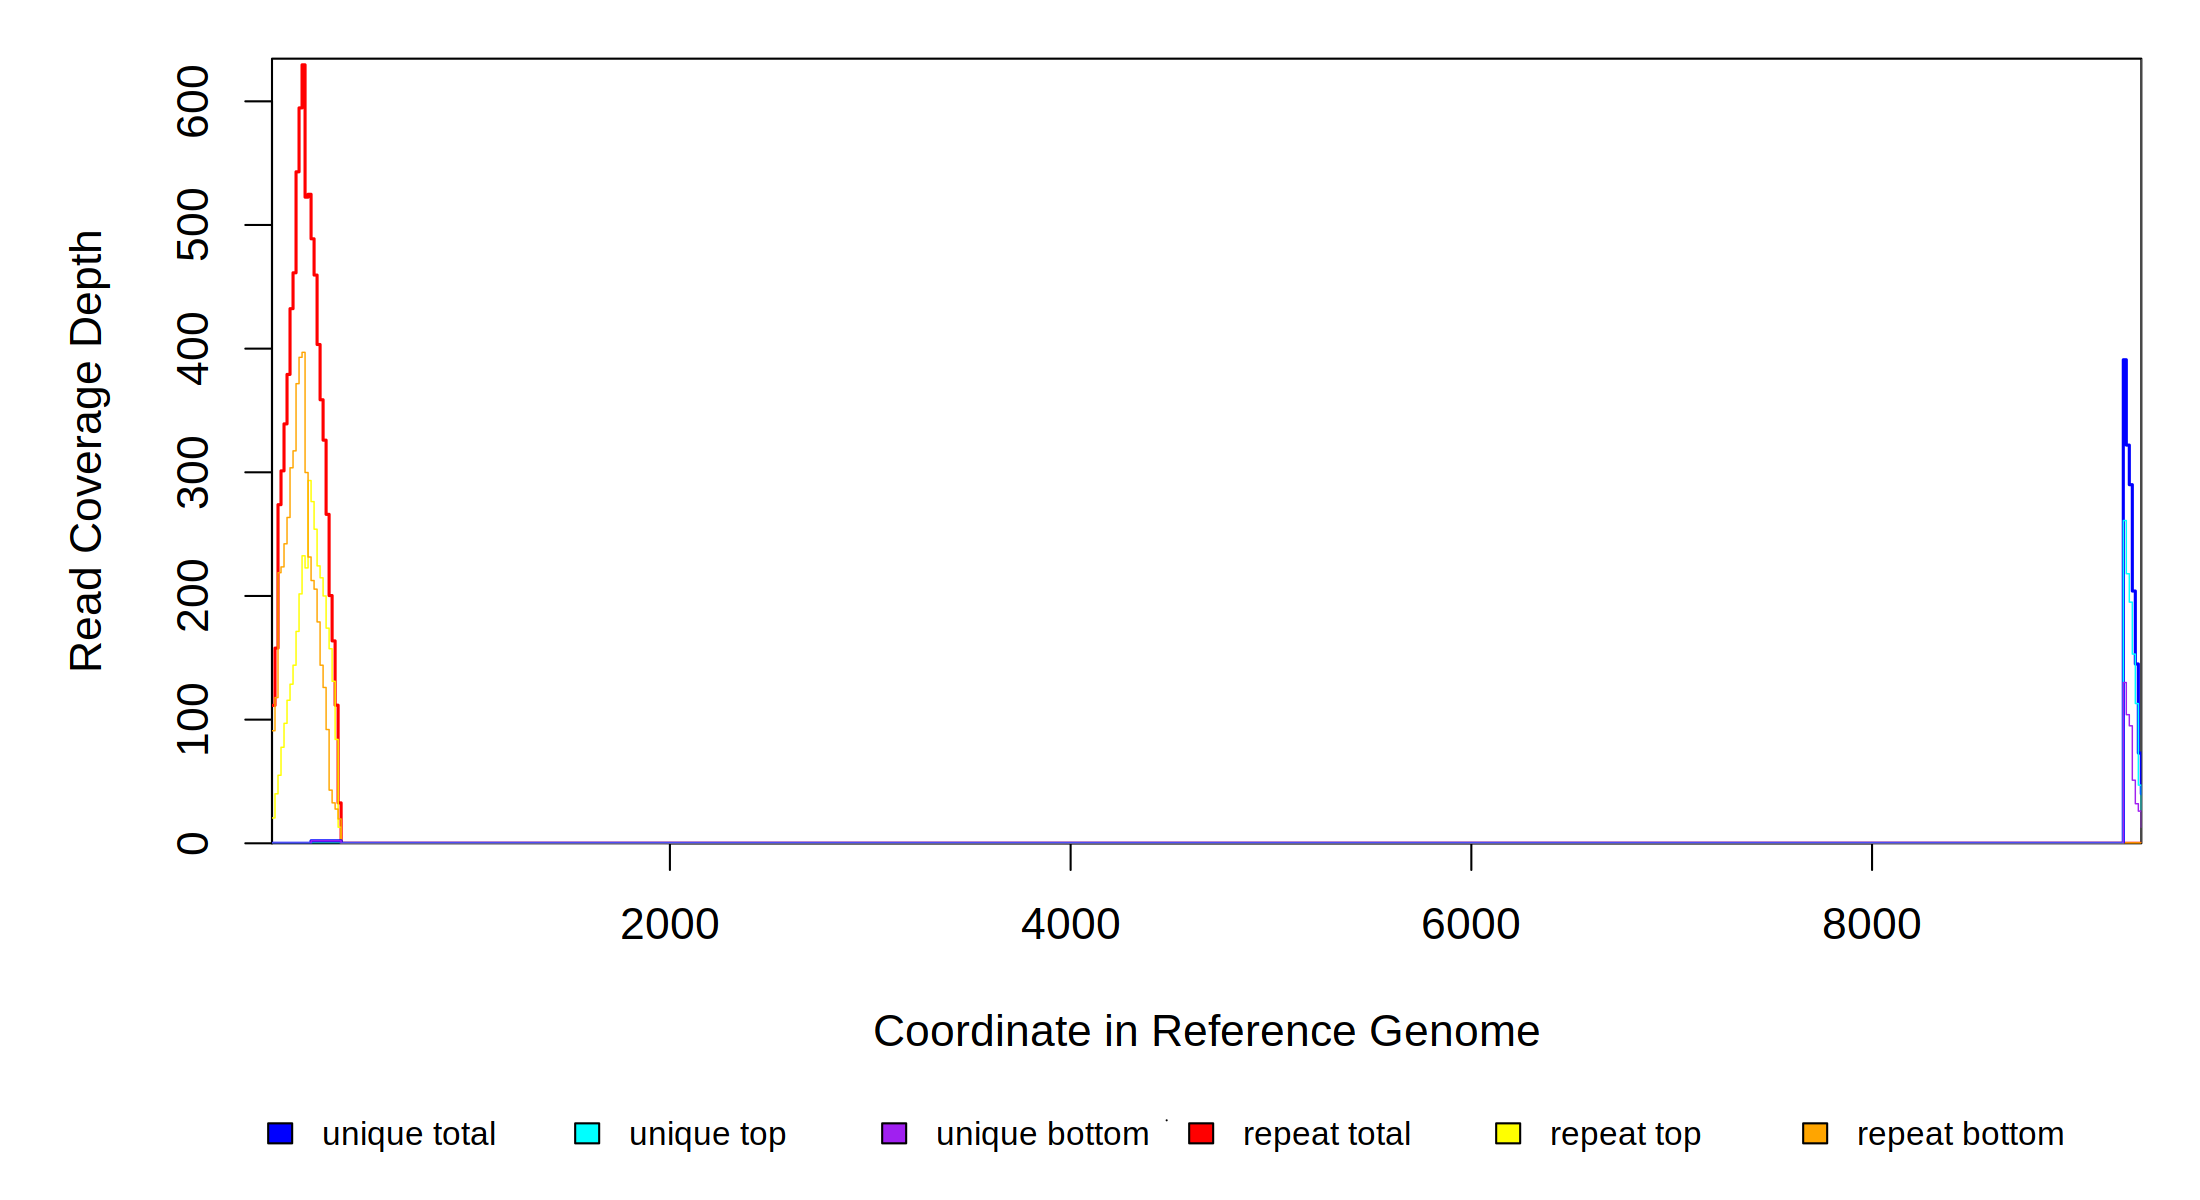 600
500
400
300
200
100
0
Read Coverage Depth
2000 4000 6000 8000
Coordinate in Reference Genome
unique total unique top unique bottom repeat total repeat top repeat bottom